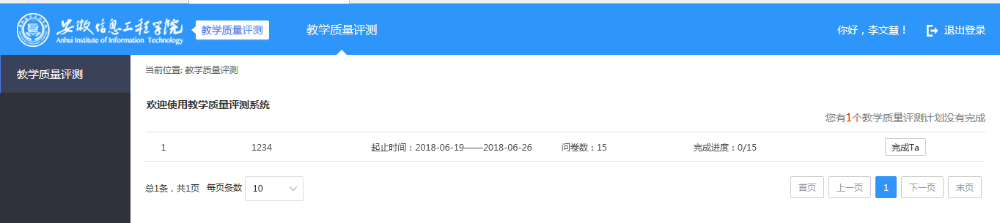 安徽信息工程学院
Anhui Institute of Information Technology
教学质量评测
教学质量评测
你好，李文慧！
退出登录
教学质量评测
当前位置: 教学质量评测
欢迎使用教学质量评测系统
您有1个教学质量评测计划没有完成
1 1234 起止时间：2018-06-19——2018-06-26 问卷数：15 完成进度：0/15 完成Ta
总1条，共1页 每页条数 10 首页 上一页 1 下一页 末页